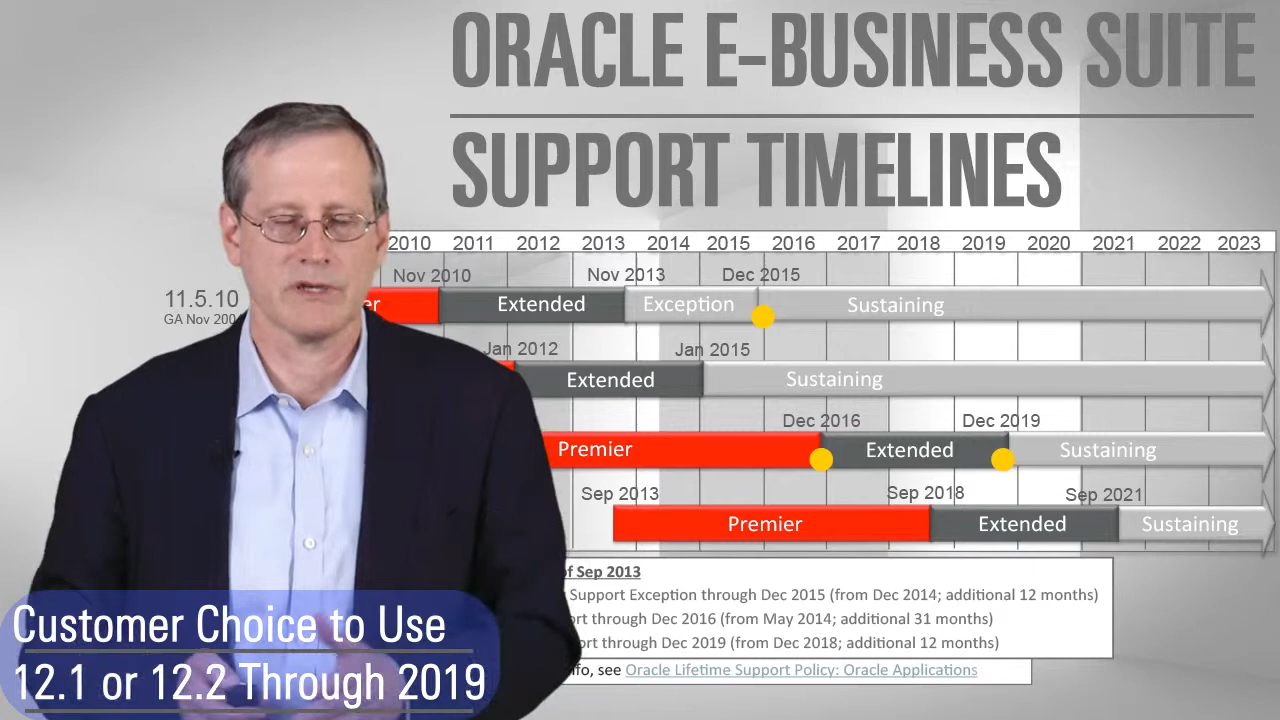 ORACLE E-BUSINESS SUITE
SUPPORT TIMELINES
2010 2011 2012 2013 2014 2015 2016 2017 2018 2019 2020 2021 2022 2023
Nov 2010 Nov 2013 Dec 2015
11.5.10 er Extended Exception Sustaining
GA Nov 200
Jan 2012 Jan 2015
Extended Sustaining
Dec 2016 Dec 2019
Premier Extended Sustaining
Sep 2013 Sep 2018 Sep 2021
Premier Extended Sustaining
of Sep 2013
Support Exception through Dec 2015 (from Dec 2014; additional 12 months)
ort through Dec 2016 (from May 2014; additional 31 months)
ort through Dec 2019 (from Dec 2018; additional 12 months)
nfo, see Oracle Lifetime Support Policy: Oracle Applications
Customer Choice to Use
12.1 or 12.2 Through 2019